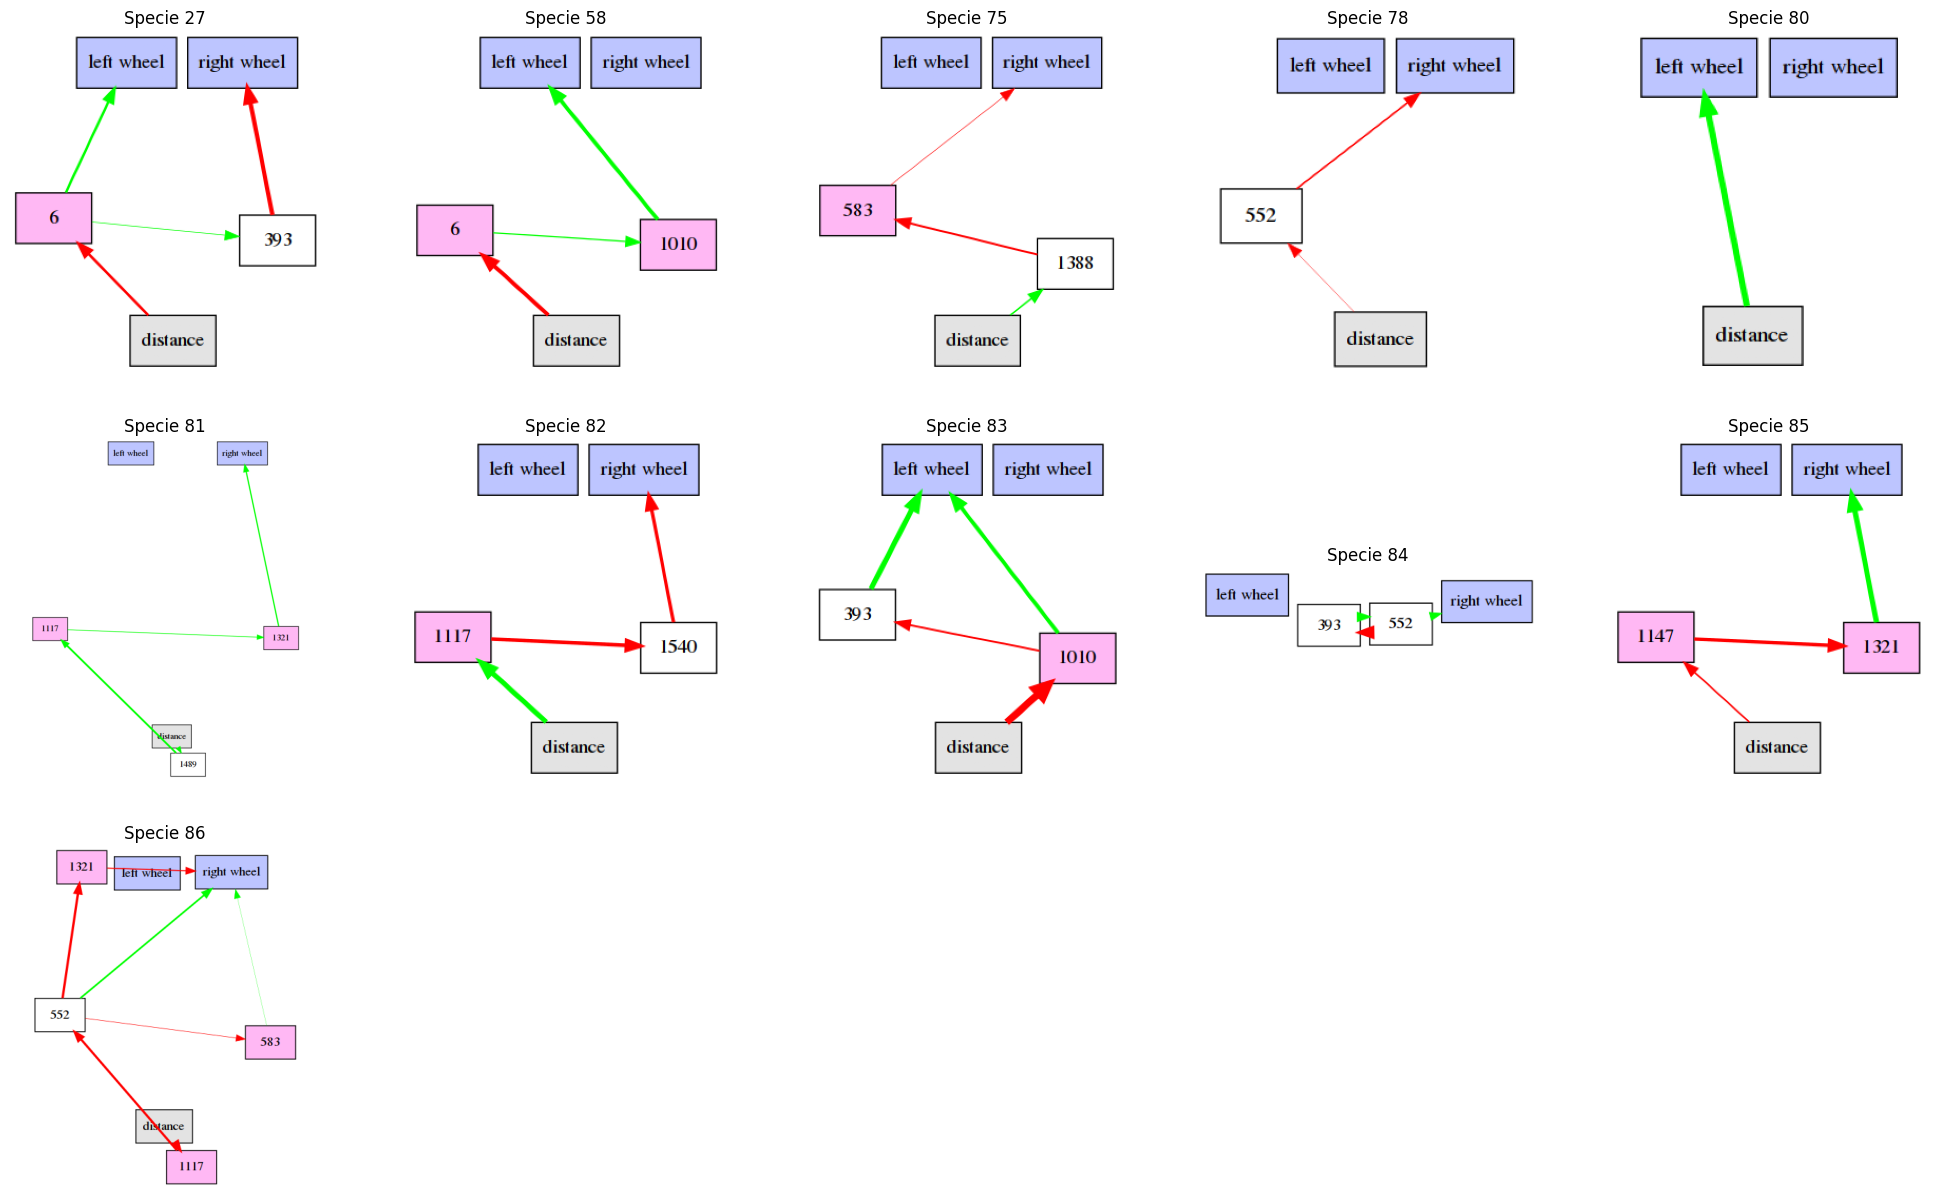 Specie 27
left wheel right wheel
6
393
distance
Specie 58
left wheel right wheel
6
1010
distance
Specie 75
left wheel right wheel
583
1388
distance
Specie 78
left wheel right wheel
552
distance
Specie 80
left wheel right wheel
distance
Specie 81
left wheel right wheel
1117
1321
distance
1489
Specie 82
left wheel right wheel
1117
1540
distance
Specie 83
left wheel right wheel
393
1010
distance
Specie 84
left wheel
393
552
right wheel
Specie 85
left wheel right wheel
1147
1321
distance
Specie 86
1321
left wheel right wheel
552
583
distance
1117